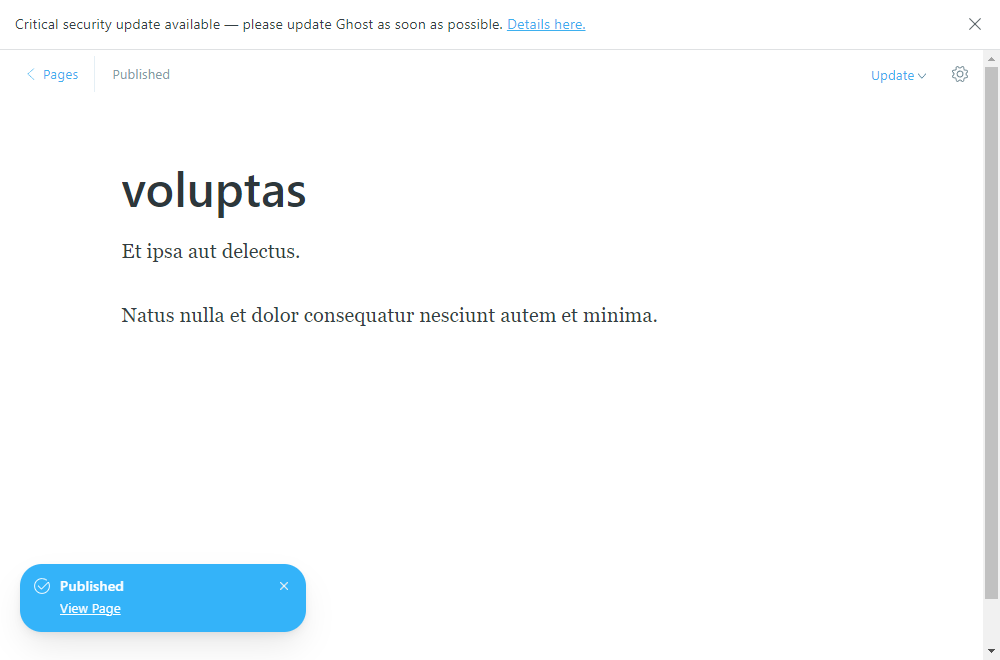 Critical security update available — please update Ghost as soon as possible. Details here.
Pages
Published
Update
voluptas
Et ipsa aut delectus.
Natus nulla et dolor consequatur nesciunt autem et minima.
Published
View Page